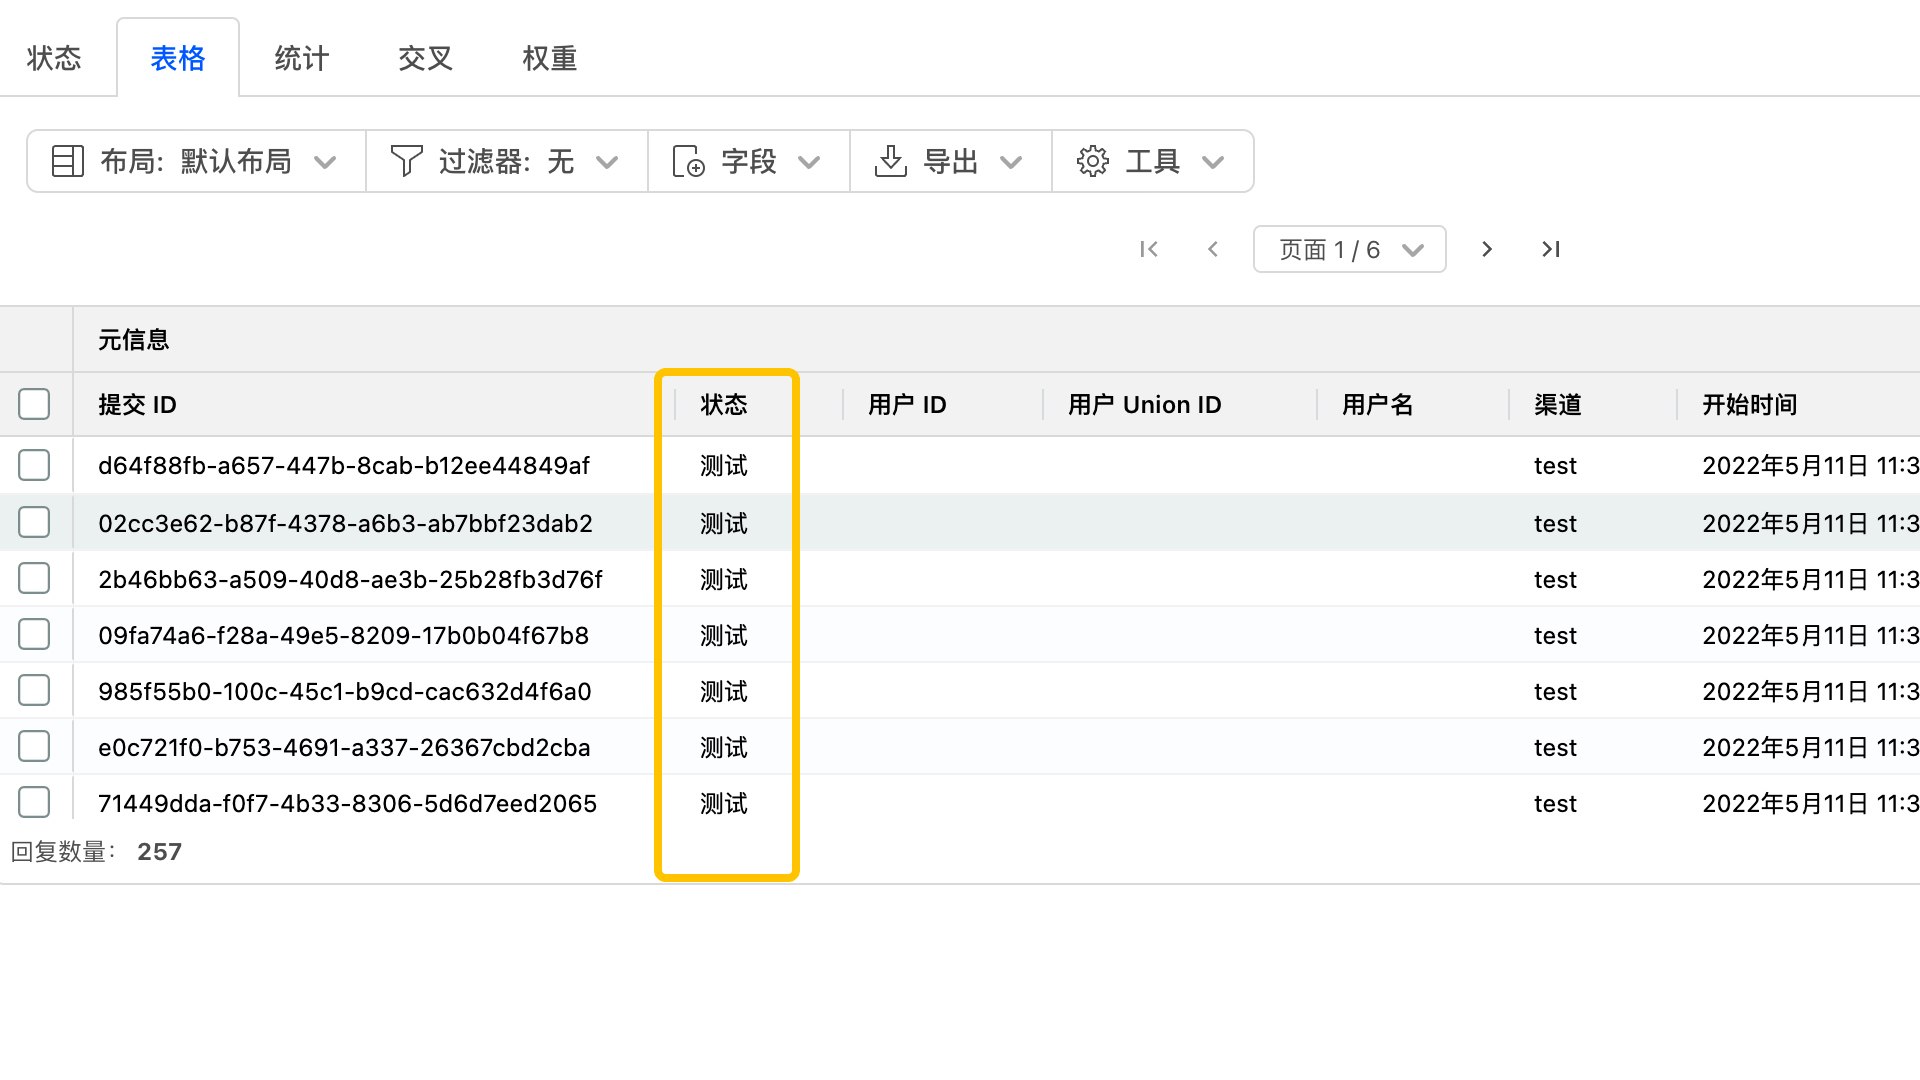 状态 表格 统计 交叉 权重
布局: 默认布局 过滤器: 无 字段 导出 工具
页面 1 / 6
元信息
提交 ID 状态 用户 ID 用户 Union ID 用户名 渠道 开始时间
d64f88fb-a657-447b-8cab-b12ee44849af 测试 test 2022年5月11日 11:3
02cc3e62-b87f-4378-a6b3-ab7bbf23dab2 测试 test 2022年5月11日 11:3
2b46bb63-a509-40d8-ae3b-25b28fb3d76f 测试 test 2022年5月11日 11:3
09fa74a6-f28a-49e5-8209-17b0b04f67b8 测试 test 2022年5月11日 11:3
985f55b0-100c-45c1-b9cd-cac632d4f6a0 测试 test 2022年5月11日 11:3
e0c721f0-b753-4691-a337-26367cbd2cba 测试 test 2022年5月11日 11:3
71449dda-f0f7-4b33-8306-5d6d7eed2065 测试 test 2022年5月11日 11:3
回复数量: 257